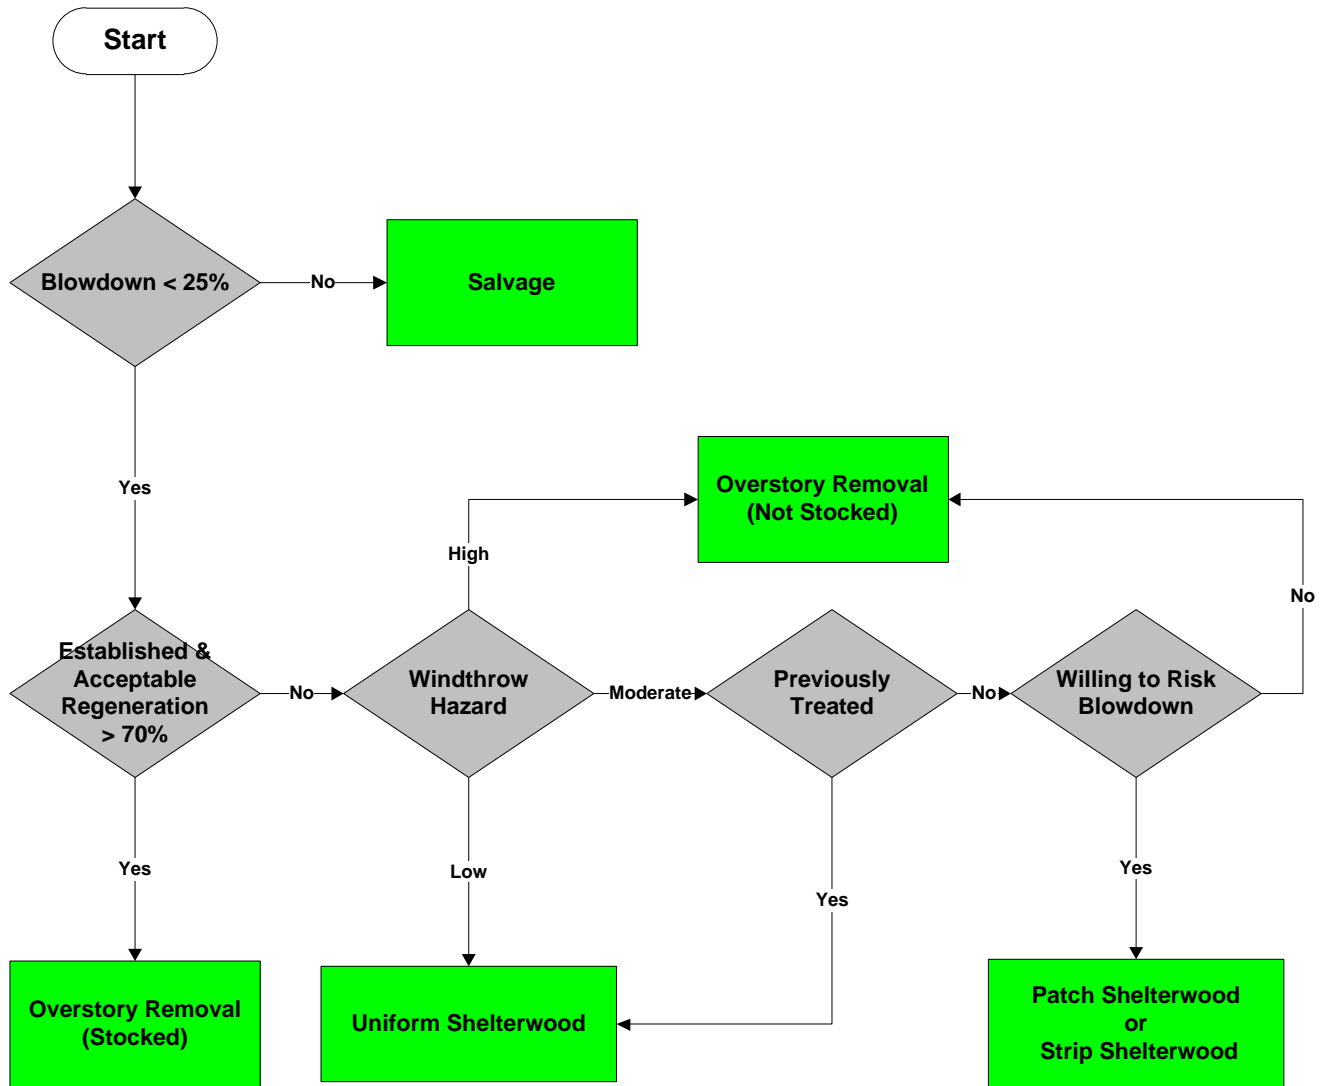 Start
Blowdown < 25%
No
Salvage
Yes
Overstory Removal
(Not Stocked)
High
No
Established &
Acceptable
Regeneration
> 70%
No
Windthrow
Hazard
Moderate
Previously
Treated
No
Willing to Risk
Blowdown
Yes
Low
Yes
Yes
Overstory Removal
(Stocked)
Uniform Shelterwood
Patch Shelterwood
or
Strip Shelterwood